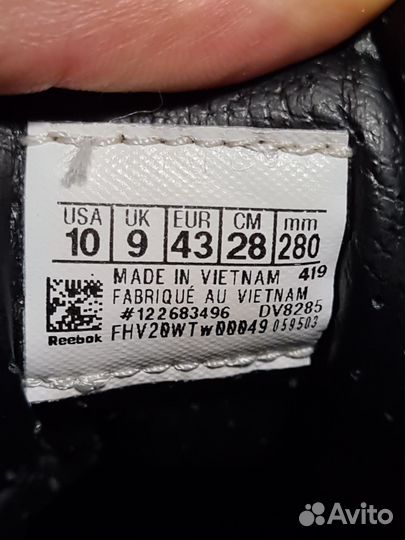 USA UK EUR CM mm
10 9 43 28 280
MADE IN VIETNAM 419
FABRIQUÉ AU VIETNAM
#122683496 DV8285
Reebok FHV20WTW00049 059503
Avito